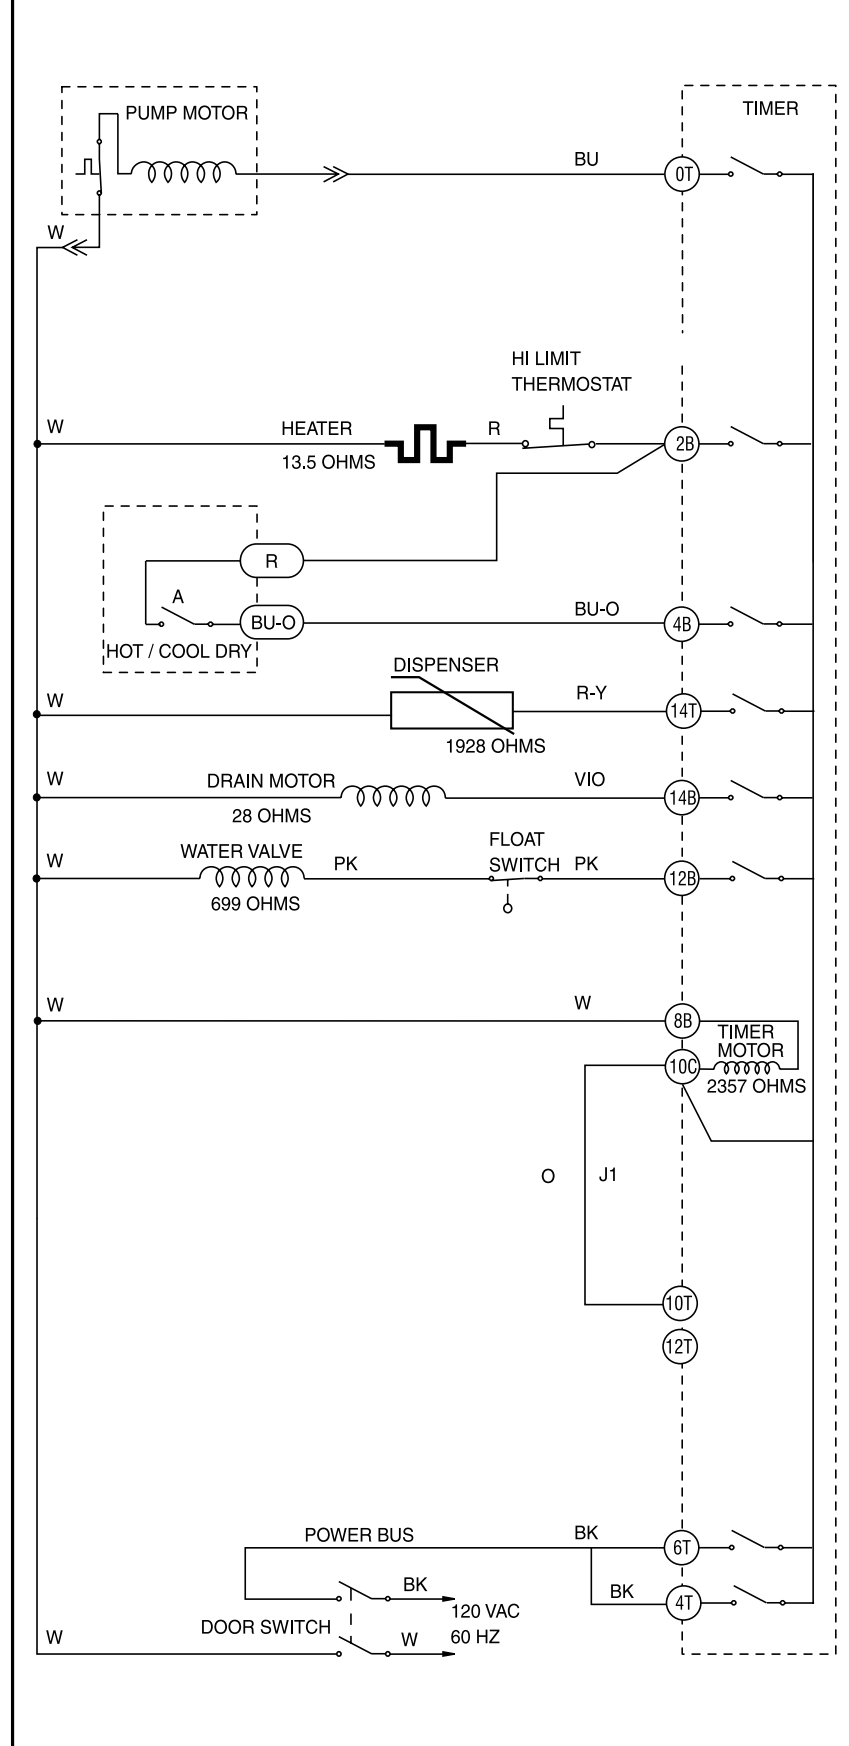 PUMP MOTOR
TIMER
BU
0T
W
HI LIMIT
THERMOSTAT
W
HEATER
R
2B
13.5 OHMS
R
A
BU-O
BU-O
4B
HOT / COOL DRY
DISPENSER
W
R-Y
14T
1928 OHMS
W
DRAIN MOTOR
VIO
14B
28 OHMS
FLOAT
SWITCH
W
WATER VALVE
PK
PK
12B
699 OHMS
W
W
8B
TIMER
MOTOR
10C
2357 OHMS
O
J1
10T
12T
POWER BUS
BK
6T
BK
BK
4T
120 VAC
60 HZ
DOOR SWITCH
W
W